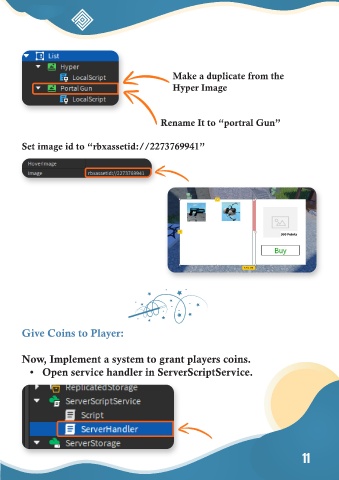 List
Hyper
LocalScript
Portal Gun
LocalScript
Make a duplicate from the
Hyper Image
Rename It to “portral Gun”
Set image id to “rbxassetid://2273769941”
HoverImage
Image rbxassetid://2273769941
300 Points
Buy
Give Coins to Player:
Now, Implement a system to grant players coins.
• Open service handler in ServerScriptService.
ReplicatedStorage
ServerScriptService
Script
ServerHandler
ServerStorage
11